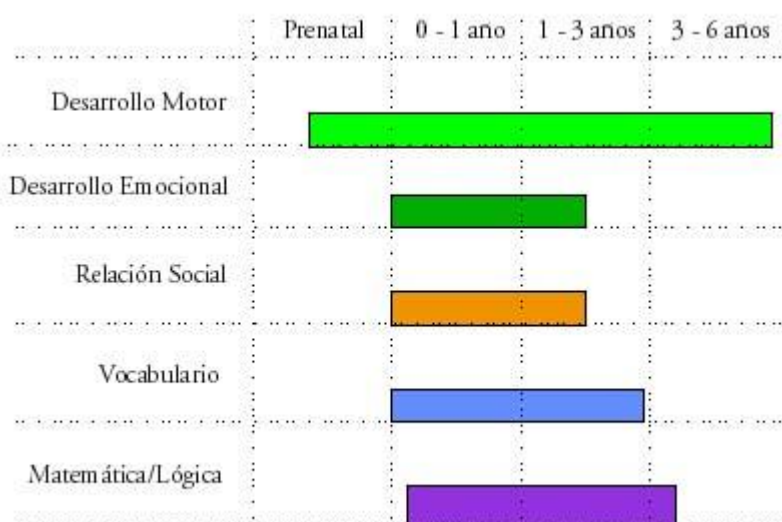 Prenatal 0 - 1 año 1 - 3 años 3 - 6 años
Desarrollo Motor
Desarrollo Emocional
Relación Social
Vocabulario
Matemática/Lógica